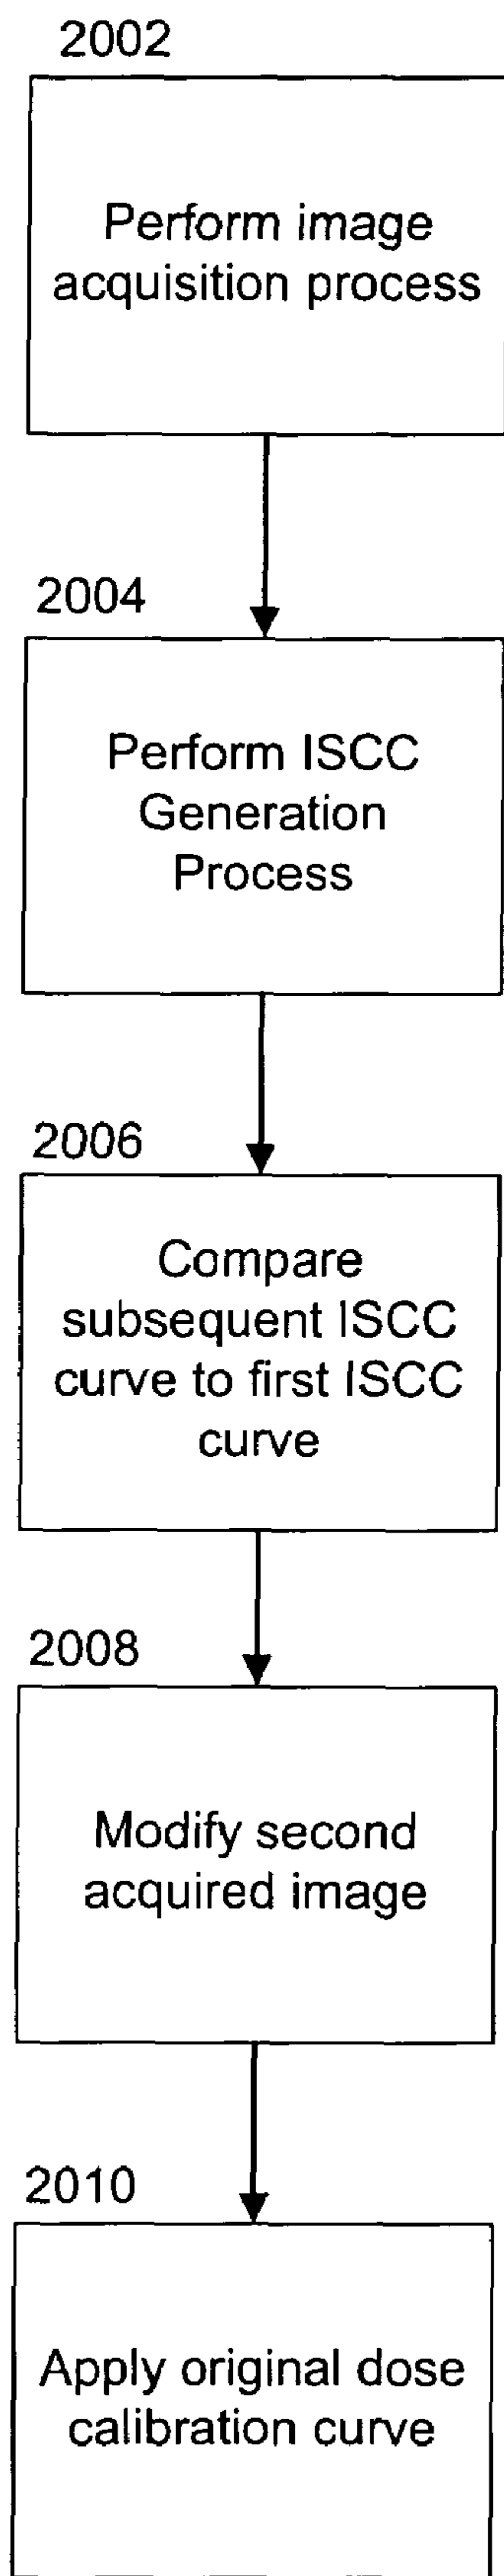 2002
Perform image
acquisition process
2004
Perform ISCC
Generation
Process
2006
Compare
subsequent ISCC
curve to first ISCC
curve
2008
Modify second
acquired image
2010
Apply original dose
calibration curve